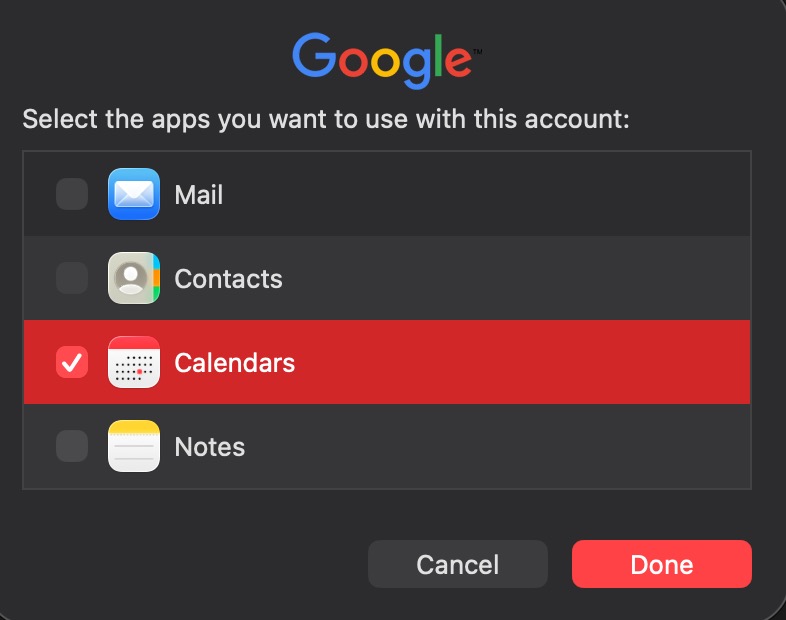 Google™
Select the apps you want to use with this account:
Mail
Contacts
Calendars
Notes
Cancel
Done